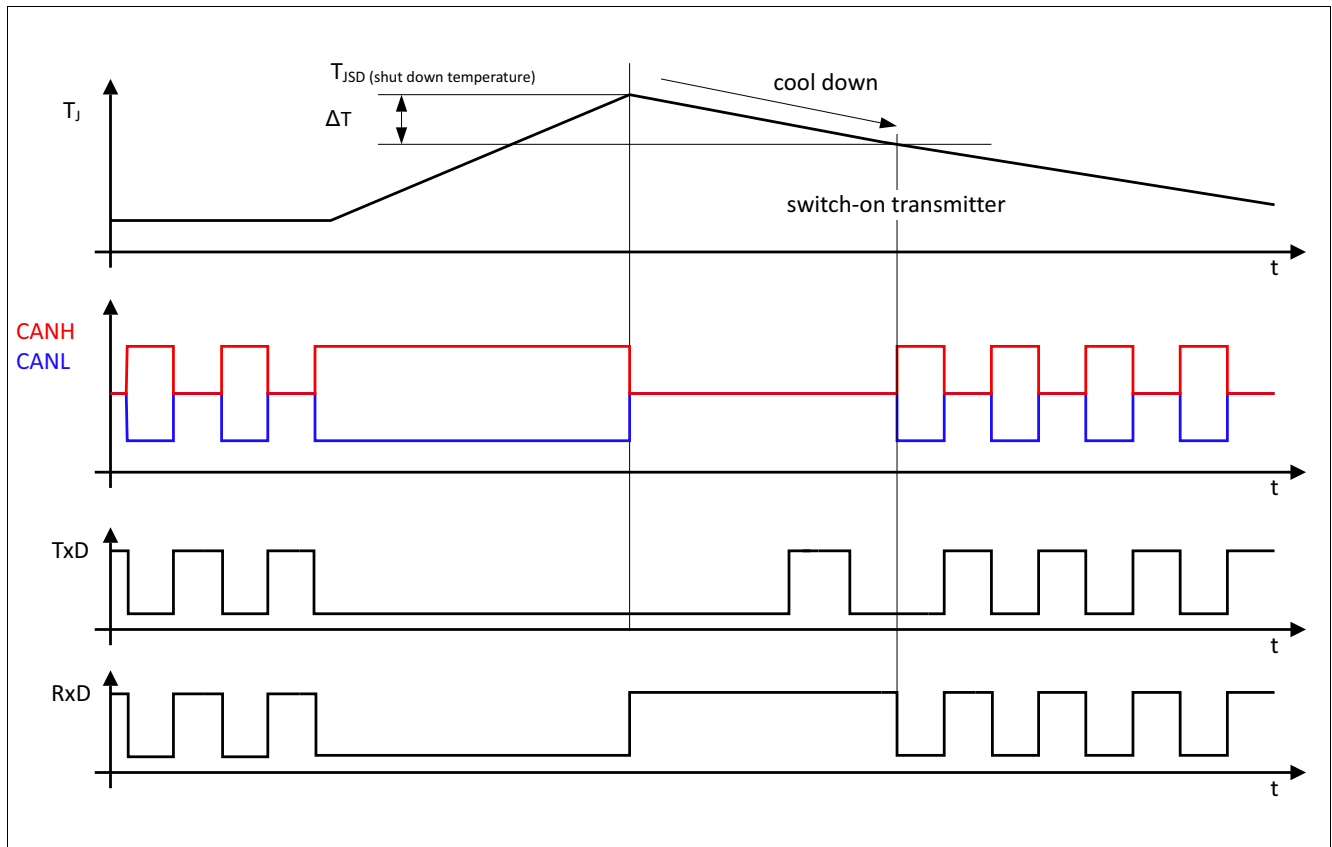 TJSD (shut down temperature)
cool down
TJ
ΔT
switch-on transmitter
t
CANH
CANL
t
TxD
t
RxD
t